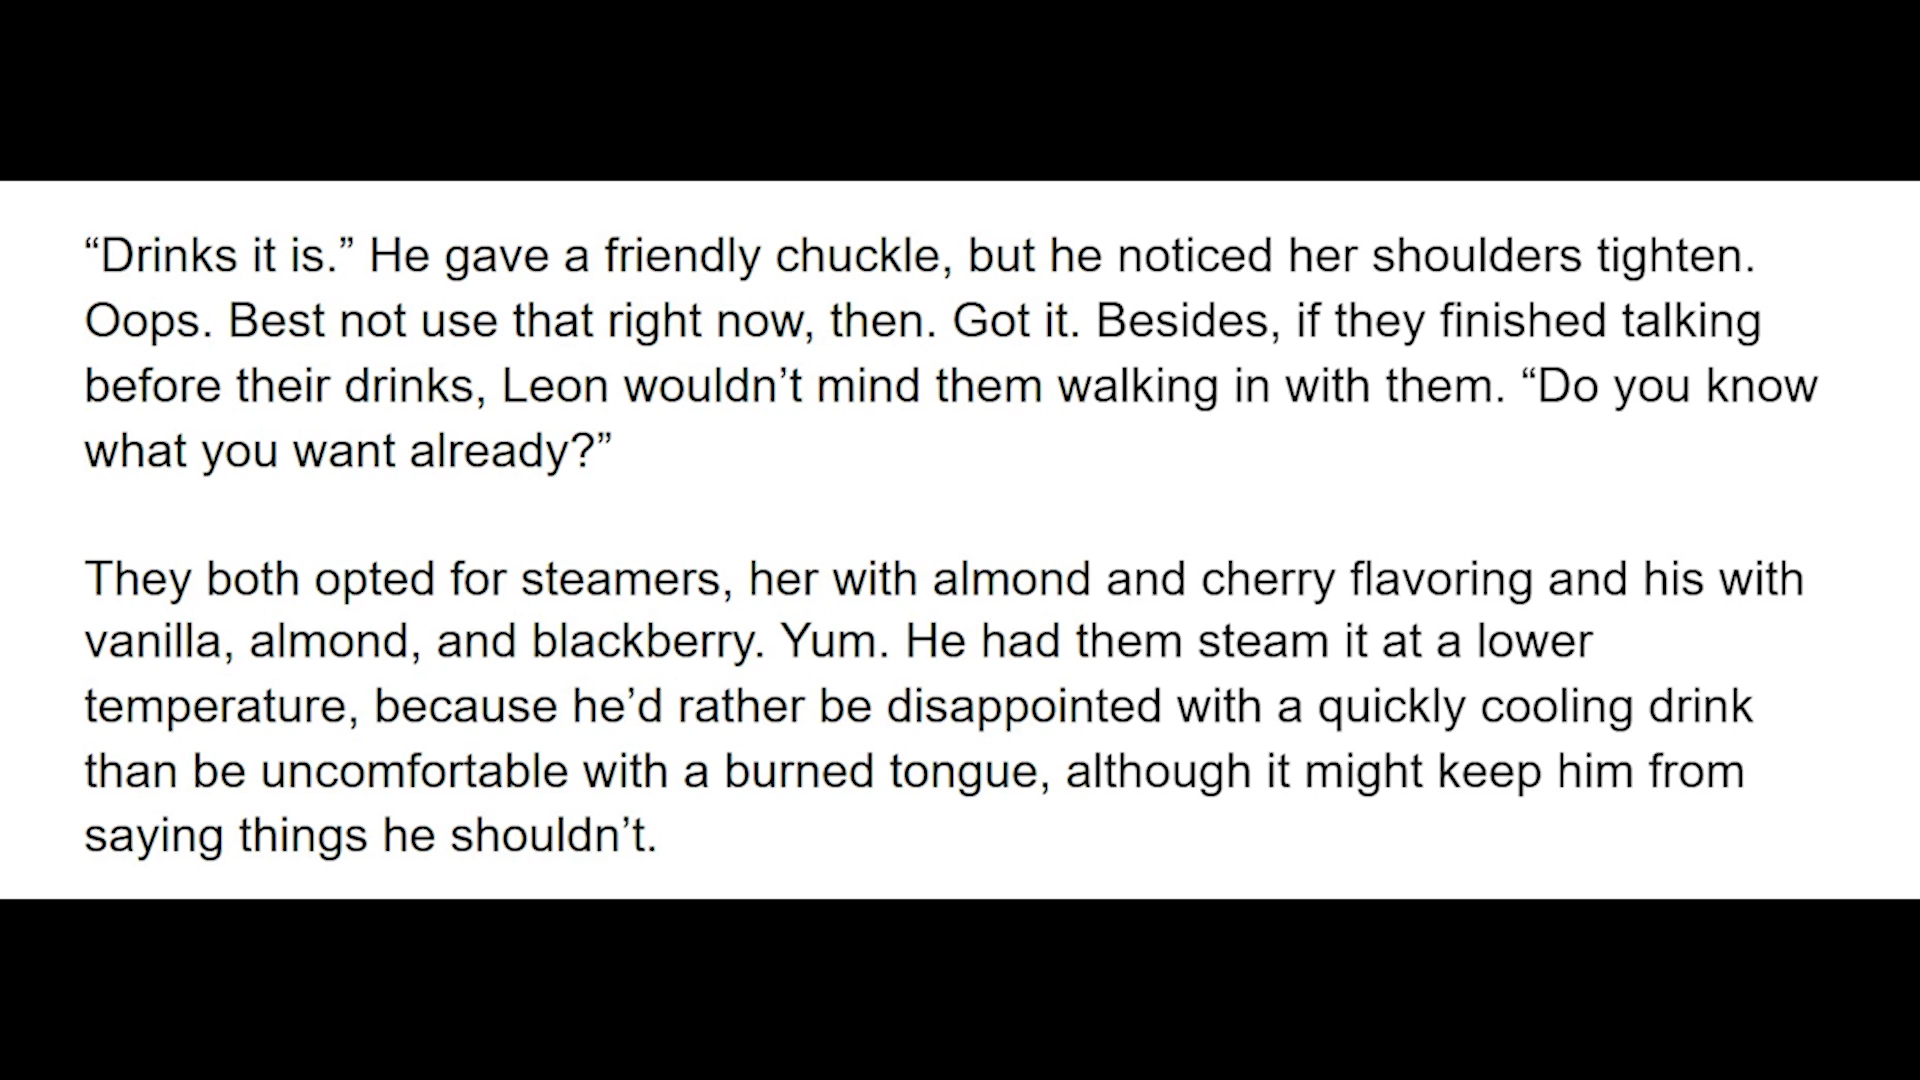 “Drinks it is.” He gave a friendly chuckle, but he noticed her shoulders tighten.
Oops. Best not use that right now, then. Got it. Besides, if they finished talking
before their drinks, Leon wouldn’t mind them walking in with them. “Do you know
what you want already?”
They both opted for steamers, her with almond and cherry flavoring and his with
vanilla, almond, and blackberry. Yum. He had them steam it at a lower
temperature, because he’d rather be disappointed with a quickly cooling drink
than be uncomfortable with a burned tongue, although it might keep him from
saying things he shouldn’t.